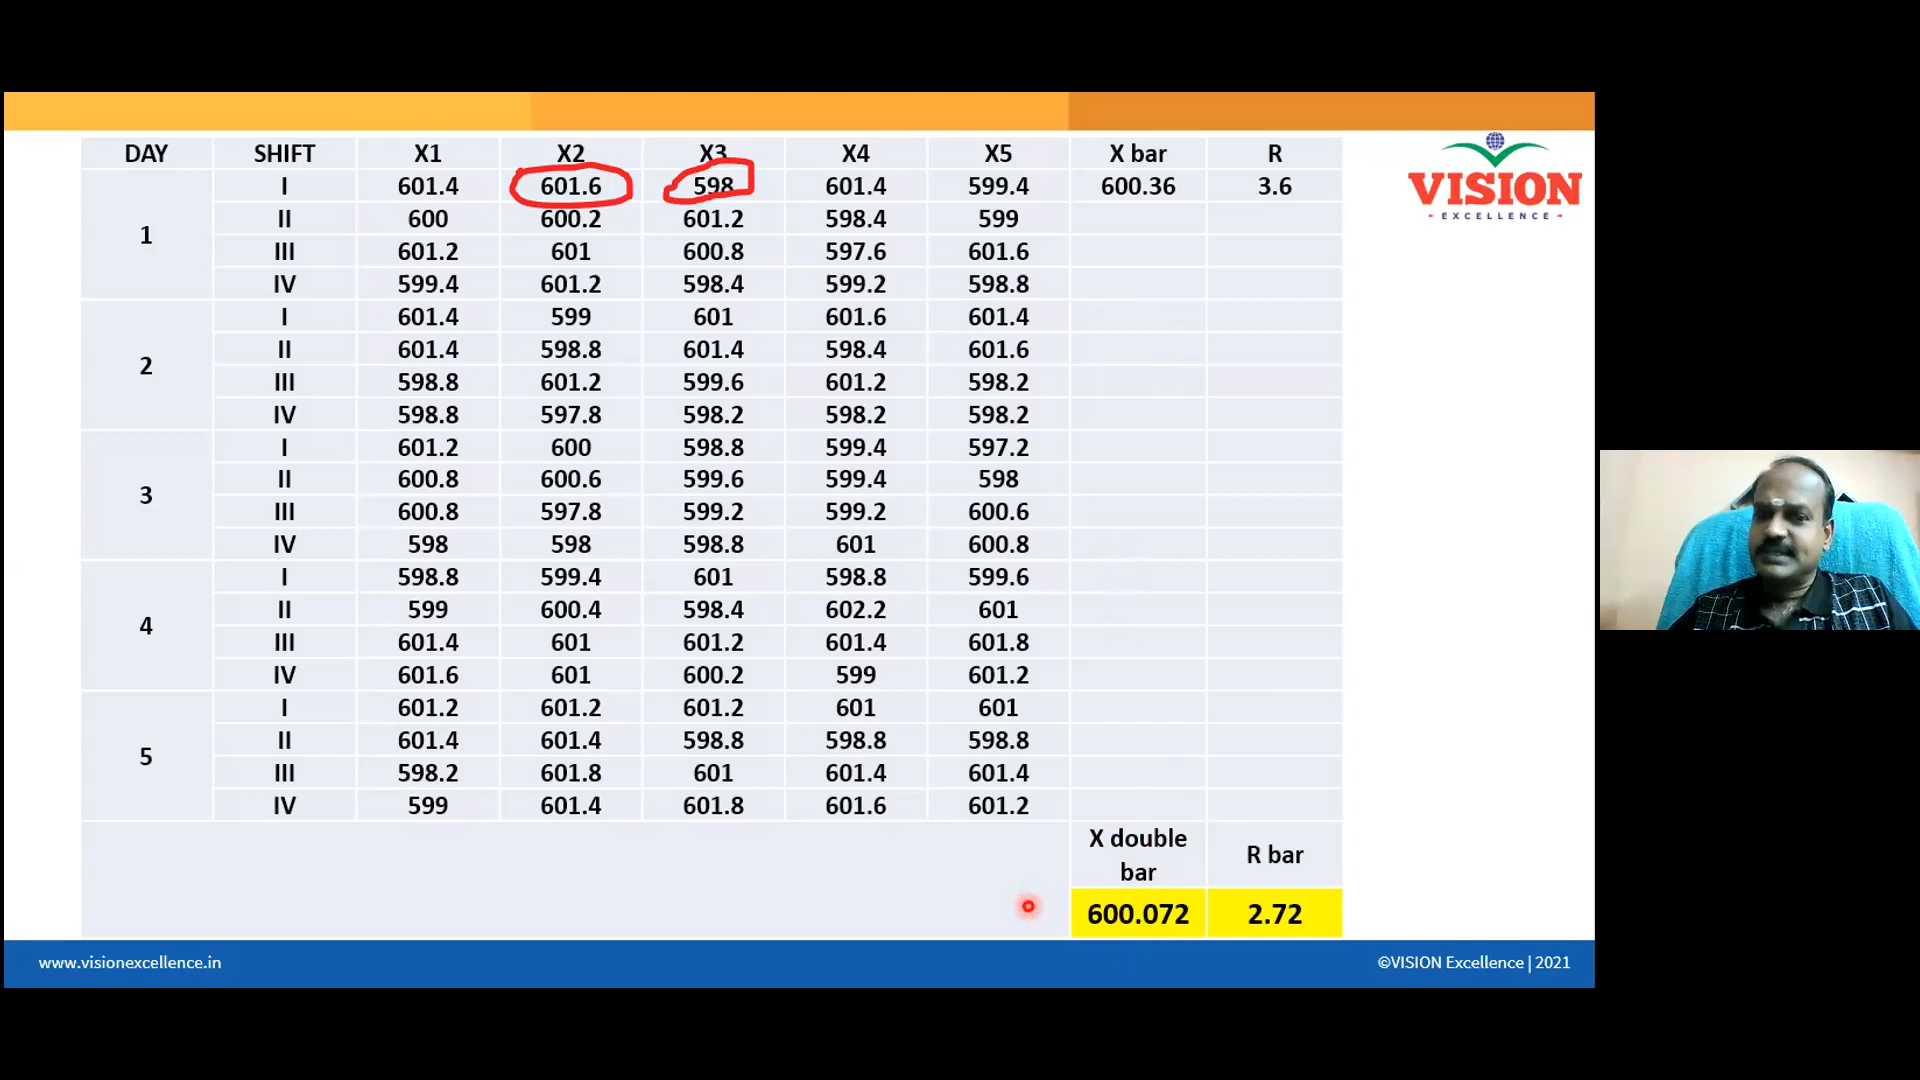 DAY SHIFT X1 X2 X3 X4 X5 X bar R
1 I 601.4 601.6 598 601.4 599.4 600.36 3.6
II 600 600.2 601.2 598.4 599
III 601.2 601 600.8 597.6 601.6
IV 599.4 601.2 598.4 599.2 598.8
2 I 601.4 599 601 601.6 601.4
II 601.4 598.8 601.4 598.4 601.6
III 598.8 601.2 599.6 601.2 598.2
IV 598.8 597.8 598.2 598.2 598.2
3 I 601.2 600 598.8 599.4 597.2
II 600.8 600.6 599.6 599.4 598
III 600.8 597.8 599.2 599.2 600.6
IV 598 598 598.8 601 600.8
4 I 598.8 599.4 601 598.8 599.6
II 599 600.4 598.4 602.2 601
III 601.4 601 601.2 601.4 601.8
IV 601.6 601 600.2 599 601.2
5 I 601.2 601.2 601.2 601 601
II 601.4 601.4 598.8 598.8 598.8
III 598.2 601.8 601 601.4 601.4
IV 599 601.4 601.8 601.6 601.2
X double
bar
R bar
600.072 2.72
VISION
- EXCELLENCE -
www.visionexcellence.in
©VISION Excellence | 2021